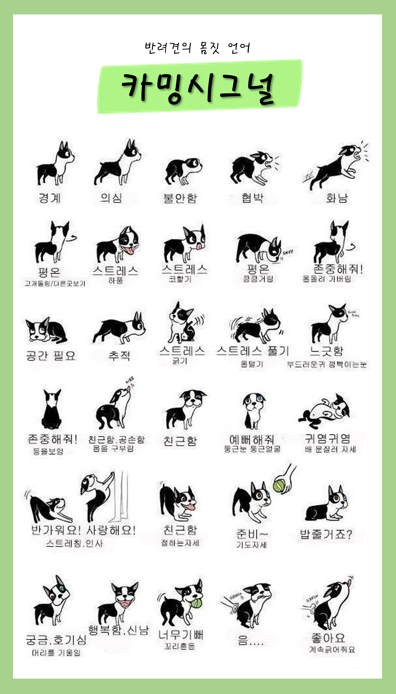 반려견의 몸짓 언어
카밍시그널
경계 의심 불안함 협박 화남
평온 스트레스 스트레스 평온 존중해줘!
고개돌림/다른곳보기 하품 코핥기 킁킁거림 몸돌리 가버림
공간 필요 추적 스트레스 스트레스 풀기 느긋함
긁기 몸털기 부드러운귀 깜빡이는눈
존중해줘! 친근함.공손함 친근함 예뻐해줘 귀염귀염
등을보임 몸을 구부림 둥근눈 둥근얼굴 배 문질러 자세
반가워요! 사랑해요! 친근함 준비~ 밥줄거죠?
스트레칭.인사 절하는자세 기도자세
궁금.호기심 행복함.신남 너무기뻐 음.... 좋아요
머리를 기울임 꼬리흔듬 계속긁어줘요